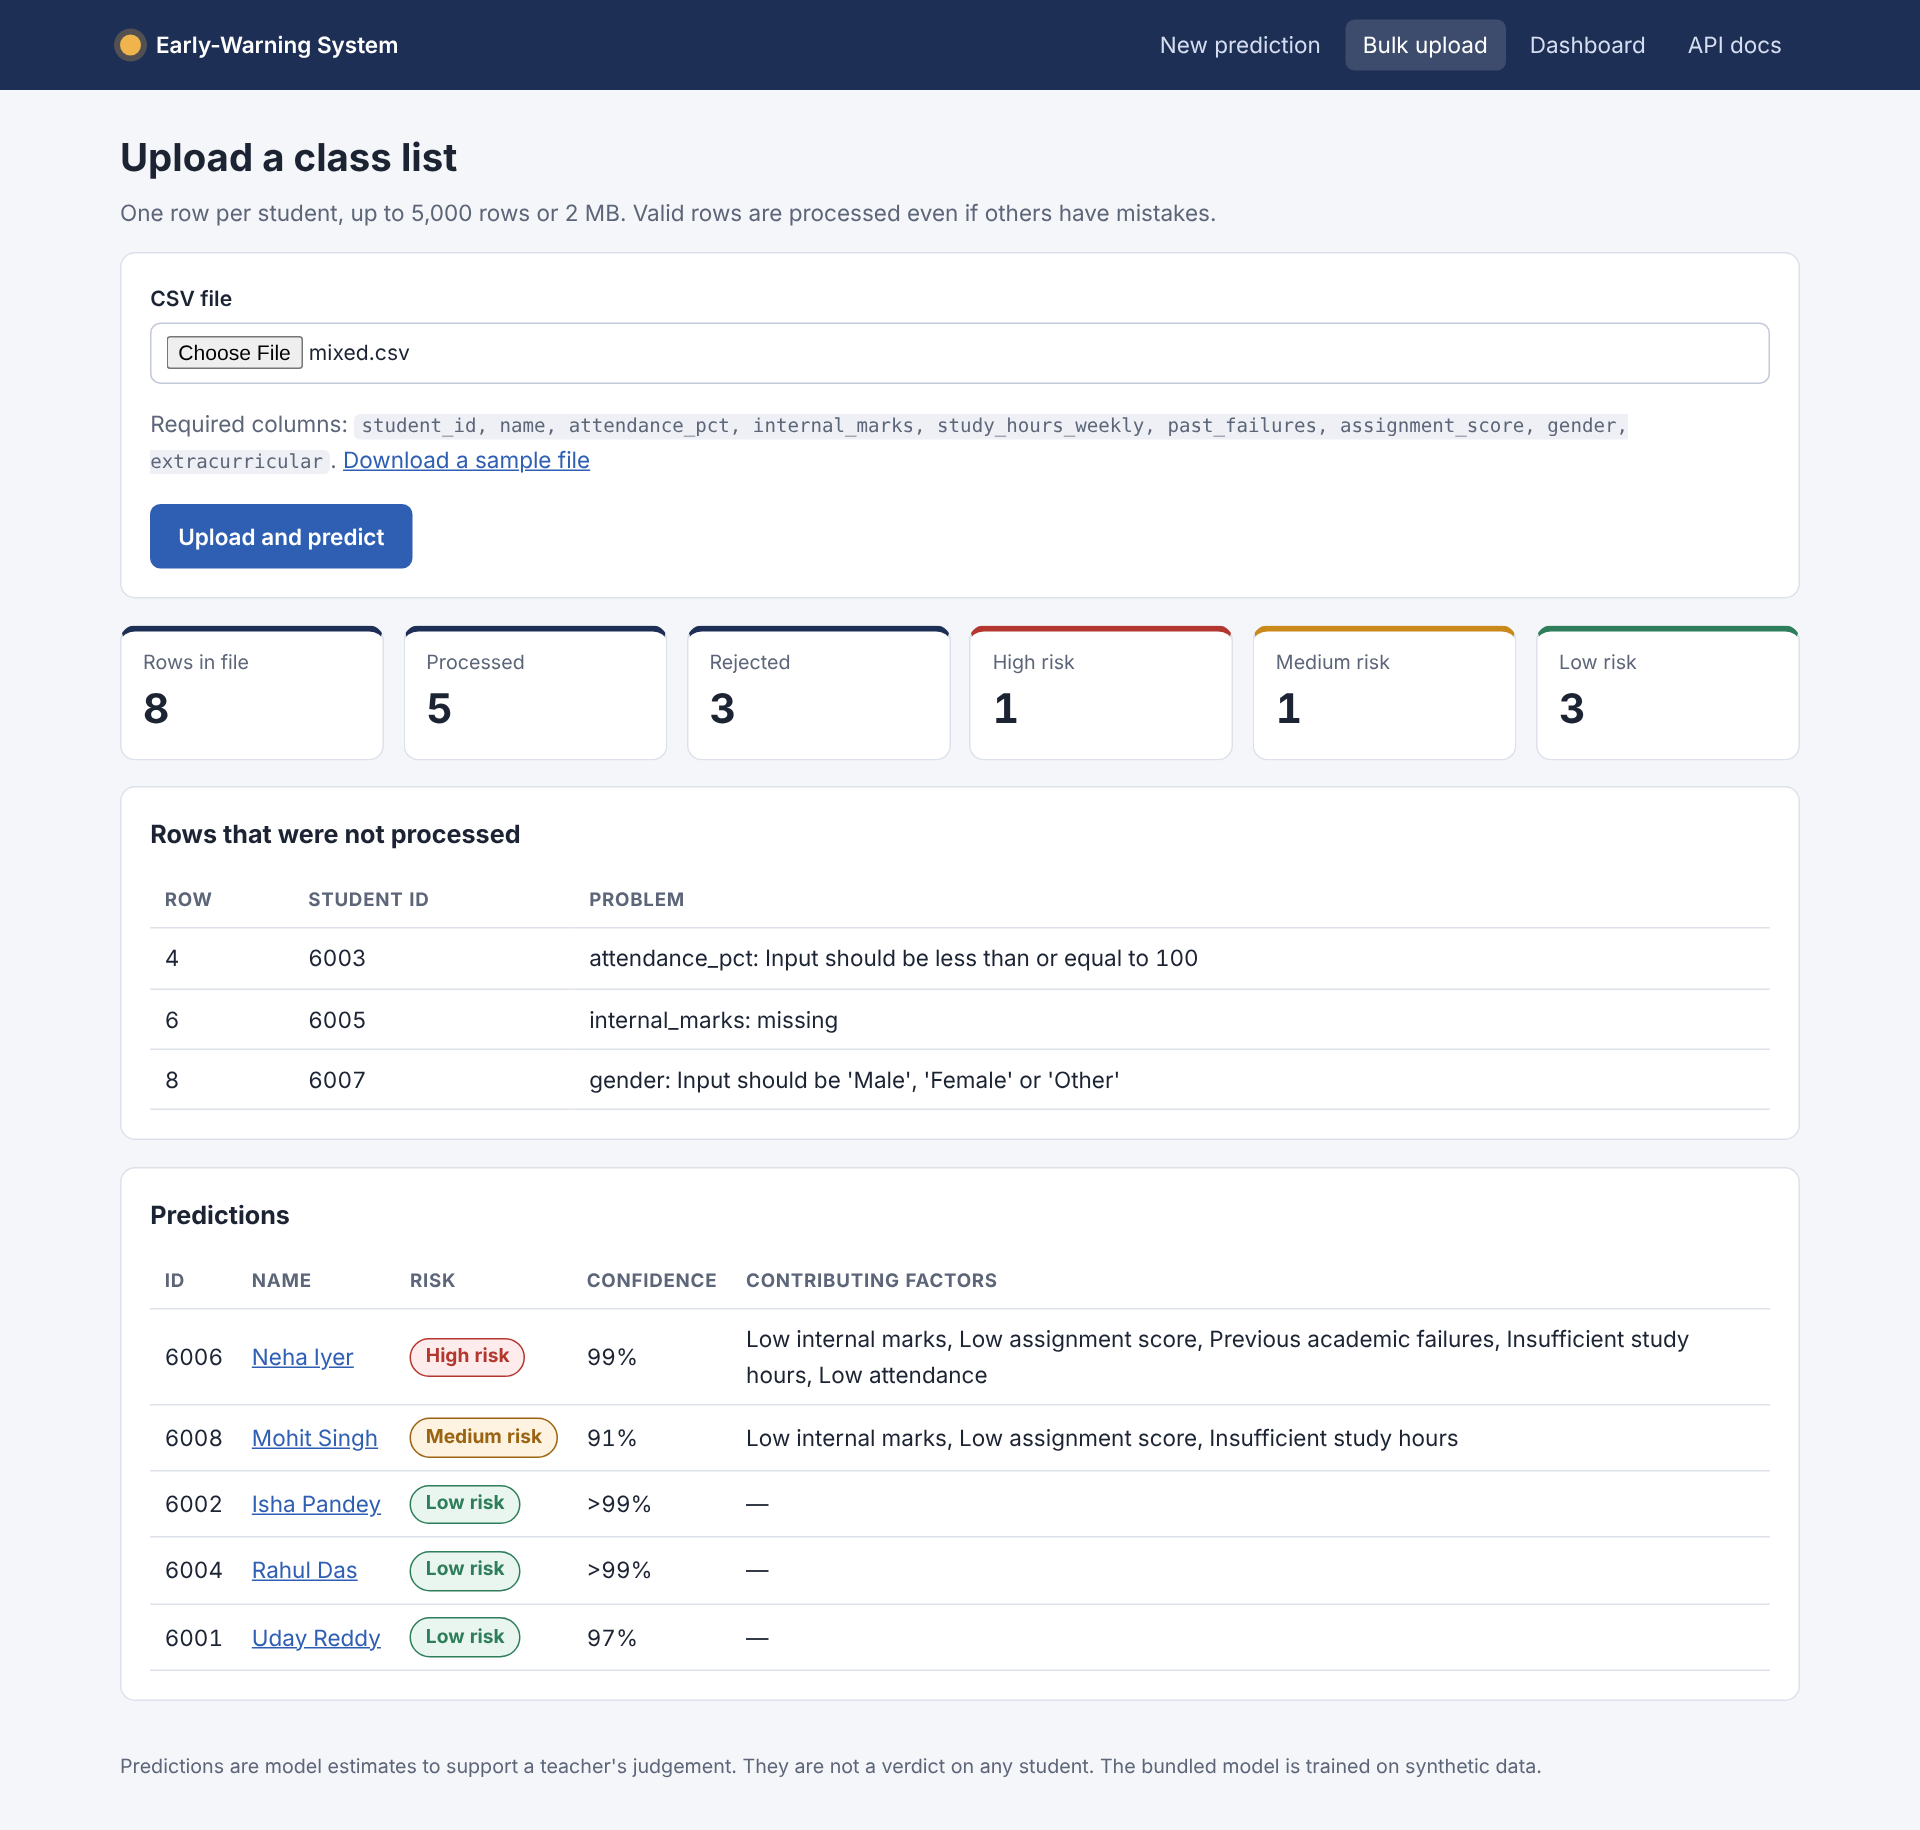 Early-Warning System
New prediction
Bulk upload
Dashboard
API docs
Upload a class list
One row per student, up to 5,000 rows or 2 MB. Valid rows are processed even if others have mistakes.
CSV file
Choose File mixed.csv
Required columns: student_id, name, attendance_pct, internal_marks, study_hours_weekly, past_failures, assignment_score, gender,
extracurricular. Download a sample file
Upload and predict
Rows in file
8
Processed
5
Rejected
3
High risk
1
Medium risk
1
Low risk
3
Rows that were not processed
ROW STUDENT ID PROBLEM
4 6003 attendance_pct: Input should be less than or equal to 100
6 6005 internal_marks: missing
8 6007 gender: Input should be 'Male', 'Female' or 'Other'
Predictions
ID NAME RISK CONFIDENCE CONTRIBUTING FACTORS
6006 Neha Iyer High risk 99% Low internal marks, Low assignment score, Previous academic failures, Insufficient study
hours, Low attendance
6008 Mohit Singh Medium risk 91% Low internal marks, Low assignment score, Insufficient study hours
6002 Isha Pandey Low risk >99% —
6004 Rahul Das Low risk >99% —
6001 Uday Reddy Low risk 97% —
Predictions are model estimates to support a teacher's judgement. They are not a verdict on any student. The bundled model is trained on synthetic data.